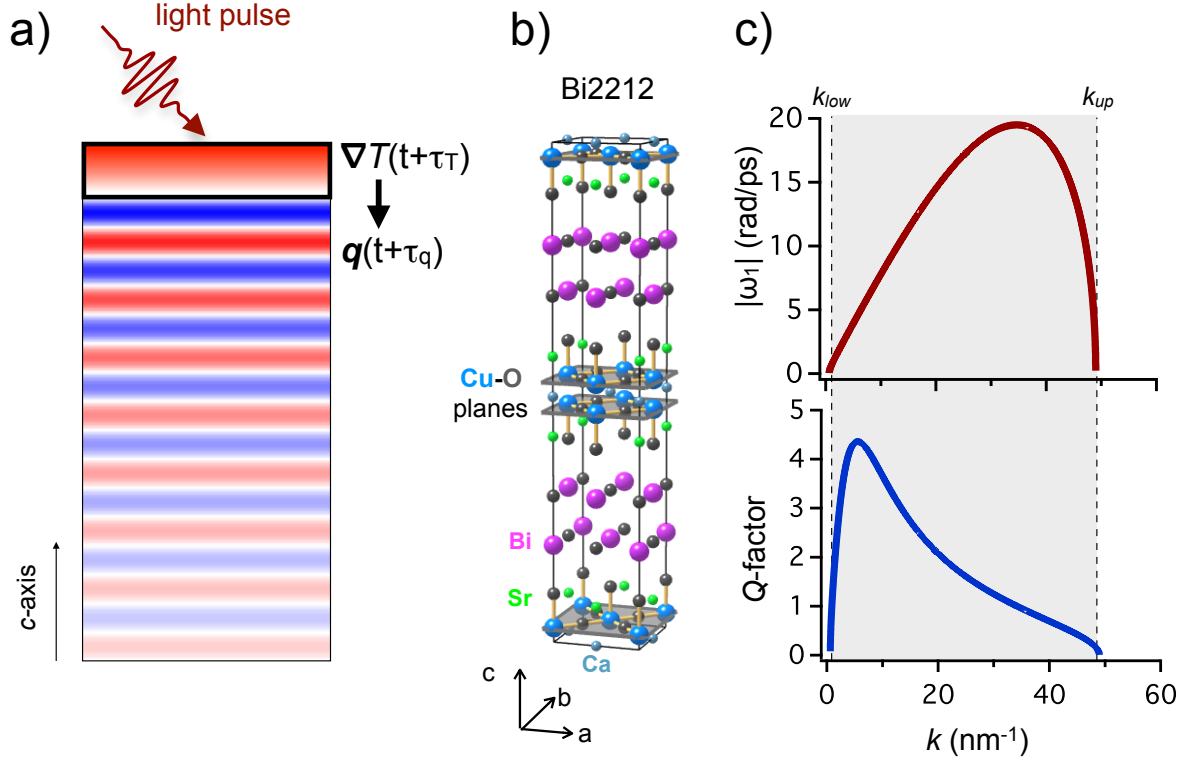 a)
light pulse
∇T(t+τT)
q(t+τq)
c-axis
b)
Bi2212
Cu-O
planes
Bi
Sr
Ca
c
b
a
c)
klow
kup
20
15
10
5
0
|ω1| (rad/ps)
5
4
3
2
1
0
Q-factor
0
20
40
60
k (nm-1)